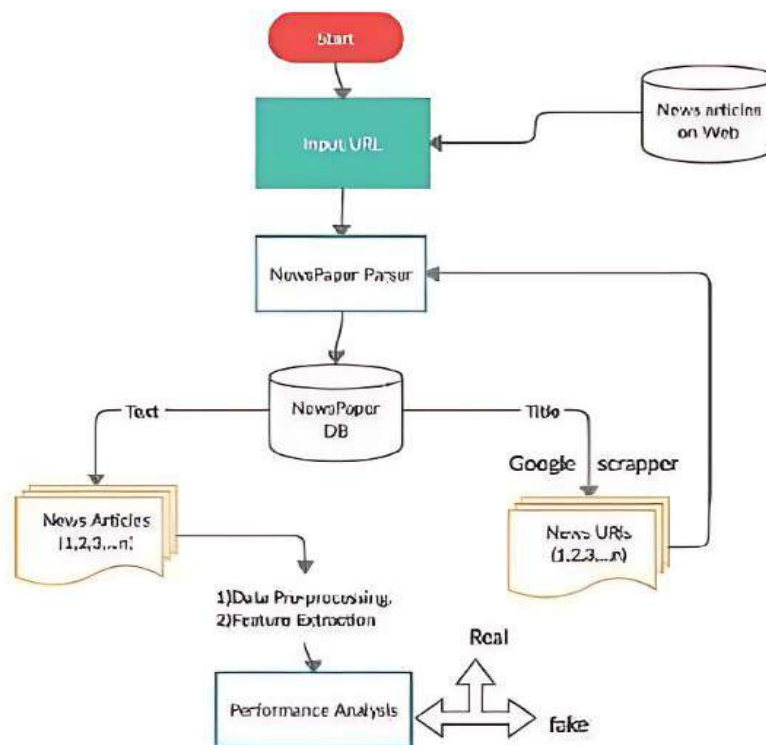 Start
News articles
on Web
Input URL
NewsPaper Parser
Text
NewsPaper
DB
Title
Google scrapper
News Articles
(1,2,3,...n)
News URls
(1,2,3,...n)
1)Data Pre-processing,
2)Feature Extraction
Real
Performance Analysis
fake